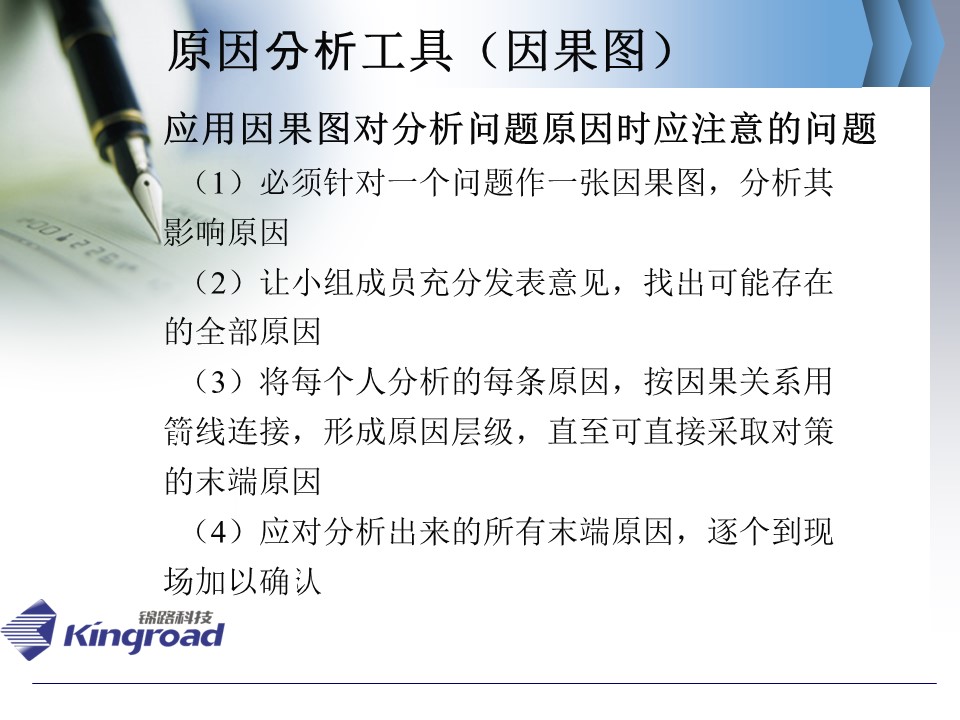 原因分析工具（因果图）
应用因果图对分析问题原因时应注意的问题
（1）必须针对一个问题作一张因果图，分析其
影响原因
（2）让小组成员充分发表意见，找出可能存在
的全部原因
（3）将每个人分析的每条原因，按因果关系用
箭线连接，形成原因层级，直至可直接采取对策
的末端原因
（4）应对分析出来的所有末端原因，逐个到现
场加以确认
锦路科技
Kingroad